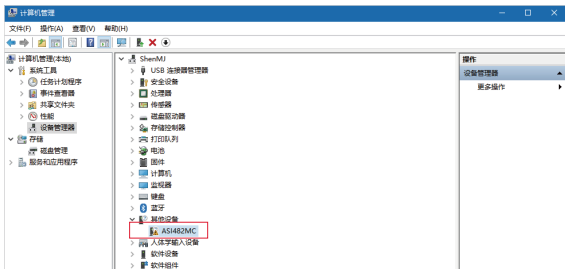 计算机管理
文件(F) 操作(A) 查看(V) 帮助(H)
计算机管理(本地)
系统工具
任务计划程序
事件查看器
共享文件夹
性能
设备管理器
存储
磁盘管理
服务和应用程序
ShenMJ
USB 连接器管理器
安全设备
处理器
传感器
磁盘驱动器
存储控制器
打印队列
电池
固件
计算机
监视器
键盘
蓝牙
其他设备
ASI482MC
人体学输入设备
软件设备
软件组件
操作
设备管理器
更多操作